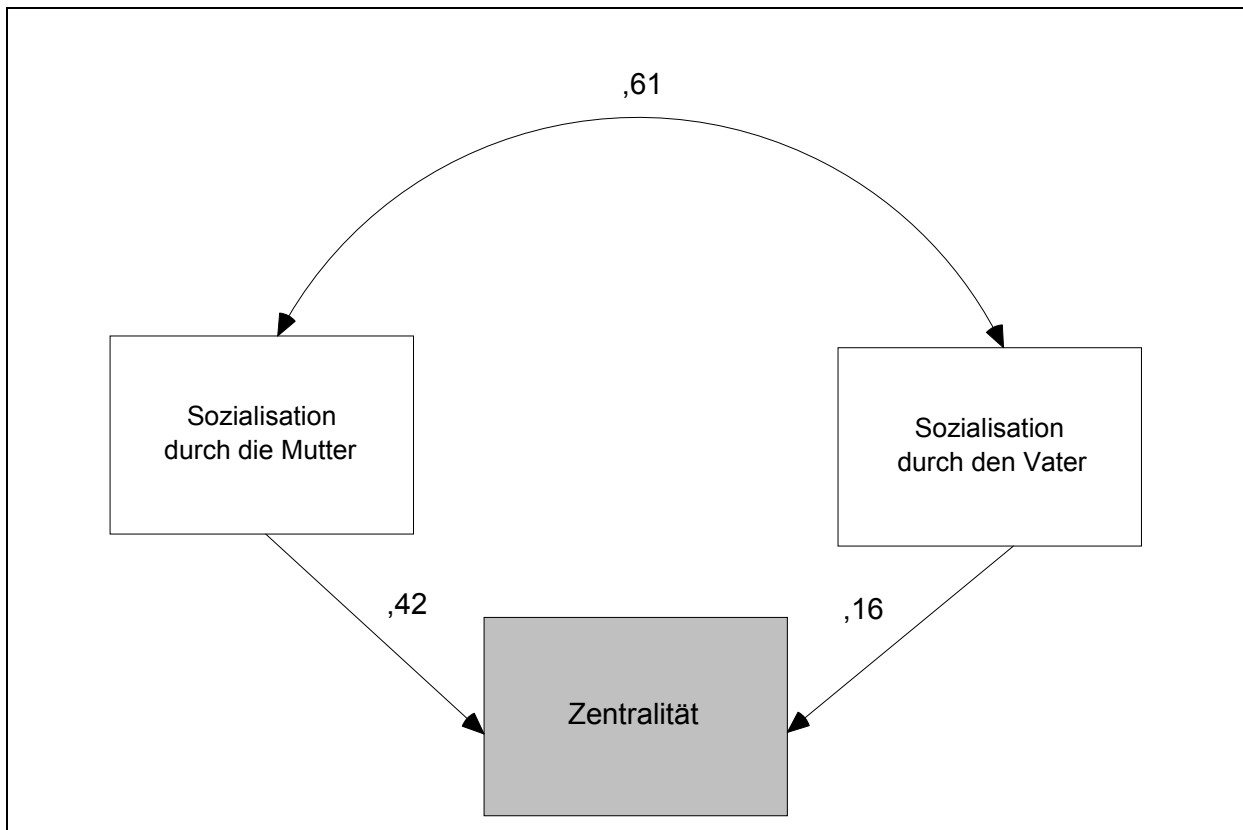 ,61
Sozialisation
durch die Mutter
Sozialisation
durch den Vater
,42
,16
Zentralität